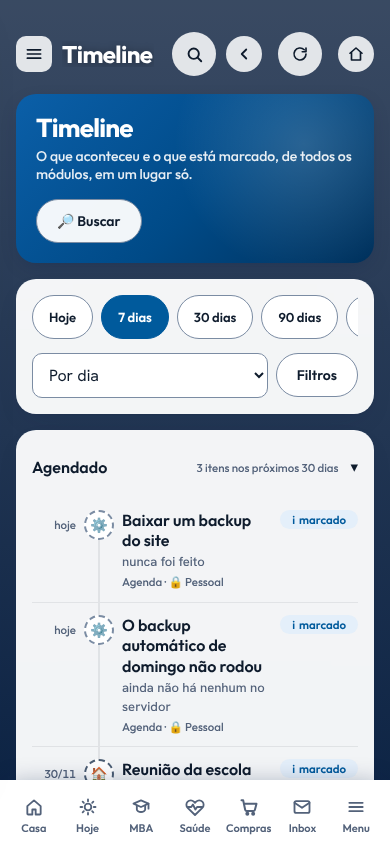 Timeline
Timeline
O que aconteceu e o que está marcado, de todos os
módulos, em um lugar só.
🔎 Buscar
Hoje
7 dias
30 dias
90 dias
Por dia
Filtros
Agendado
3 itens nos próximos 30 dias ▼
hoje
Baixar um backup
do site
i marcado
nunca foi feito
Agenda · 🔒 Pessoal
hoje
O backup
automático de
domingo não rodou
i marcado
ainda não há nenhum no
servidor
Agenda · 🔒 Pessoal
30/11
Reunião da escola
i marcado
Casa
Hoje
MBA
Saúde
Compras
Inbox
Menu